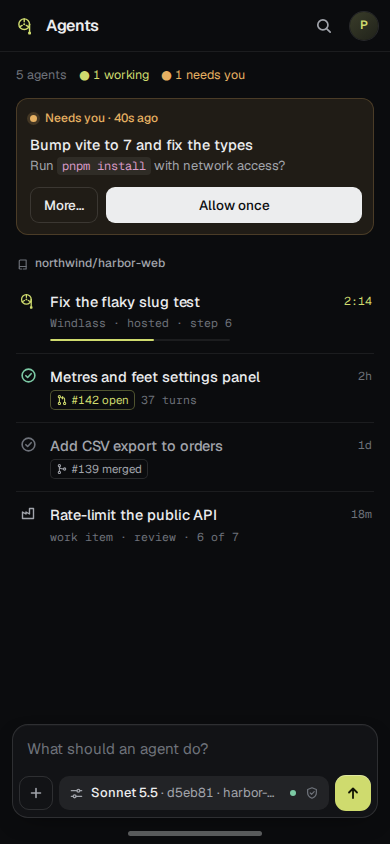 Agents
P
5 agents 1 working 1 needs you
Needs you · 40s ago
Bump vite to 7 and fix the types
Run pnpm install with network access?
More…
Allow once
northwind/harbor-web
Fix the flaky slug test 2:14
Windlass · hosted · step 6
Metres and feet settings panel 2h
#142 open 37 turns
Add CSV export to orders 1d
#139 merged
Rate-limit the public API 18m
work item · review · 6 of 7
What should an agent do?
Sonnet 5.5 · d5eb81 · harbor-…